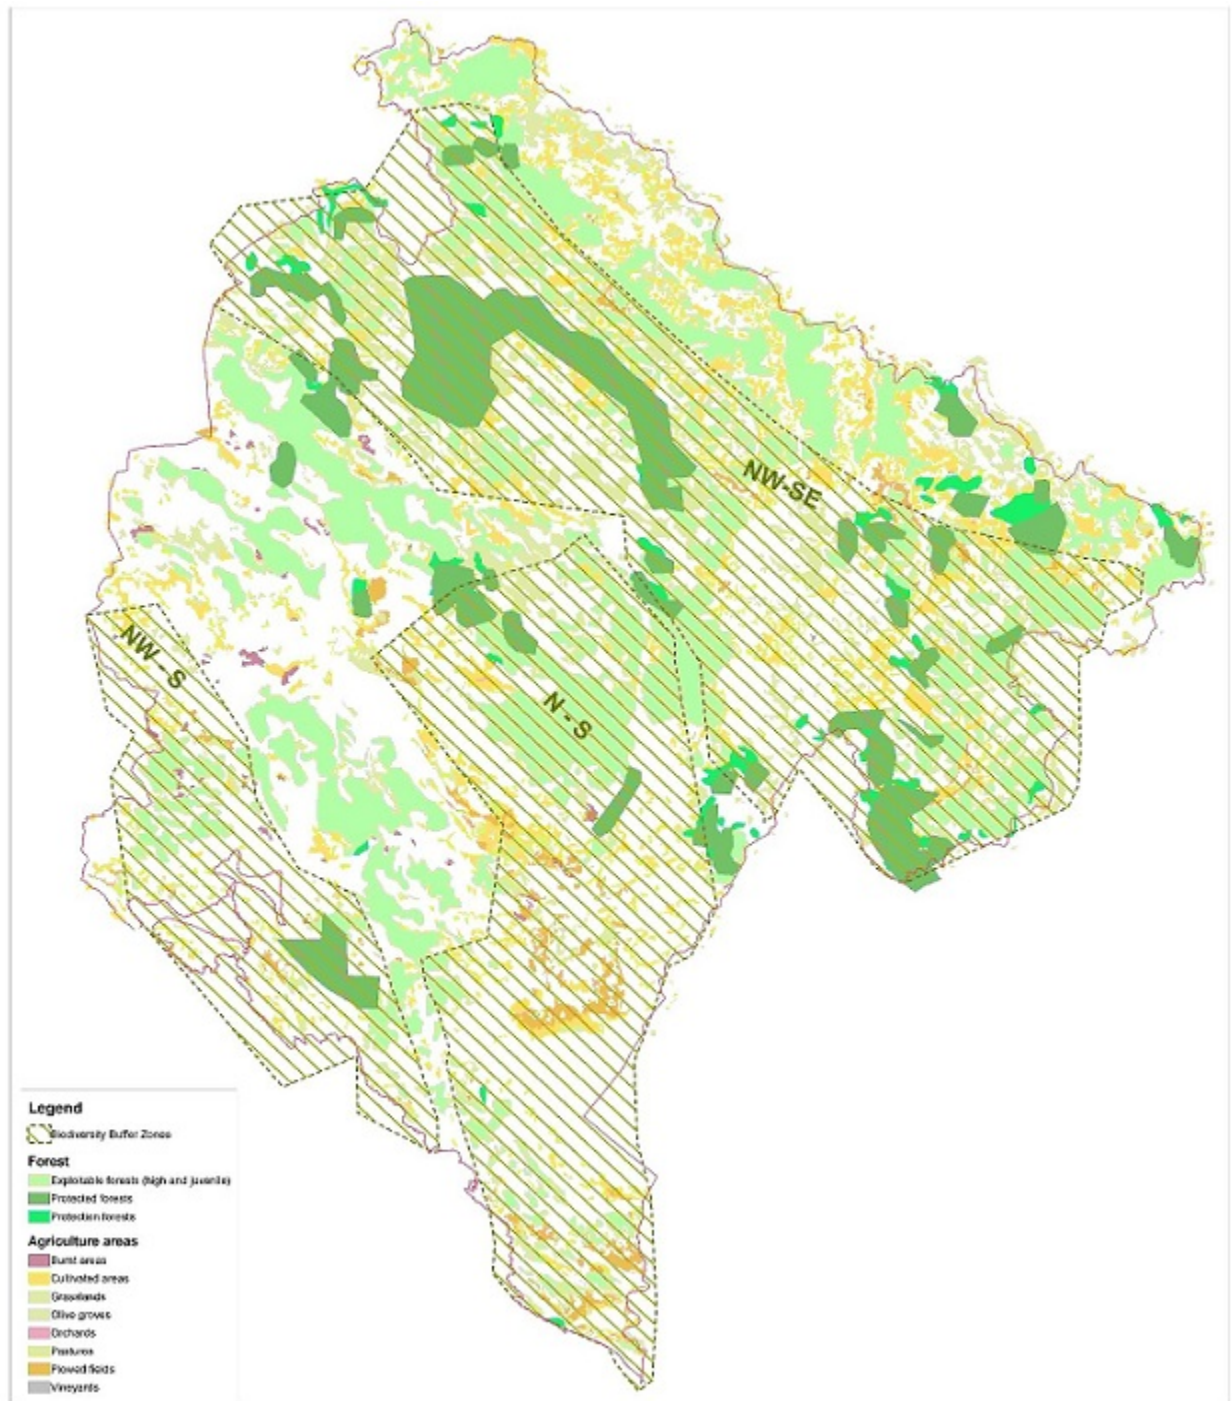 NW-SE
NW - S
N - S
Legend
Biodiversity Buffer Zones
Forest
Exploitable forests (high and juvenile)
Protected forests
Protection forests
Agriculture areas
Burnt areas
Cultivated areas
Grasslands
Olive groves
Orchards
Pastures
Plowed fields
Vineyards